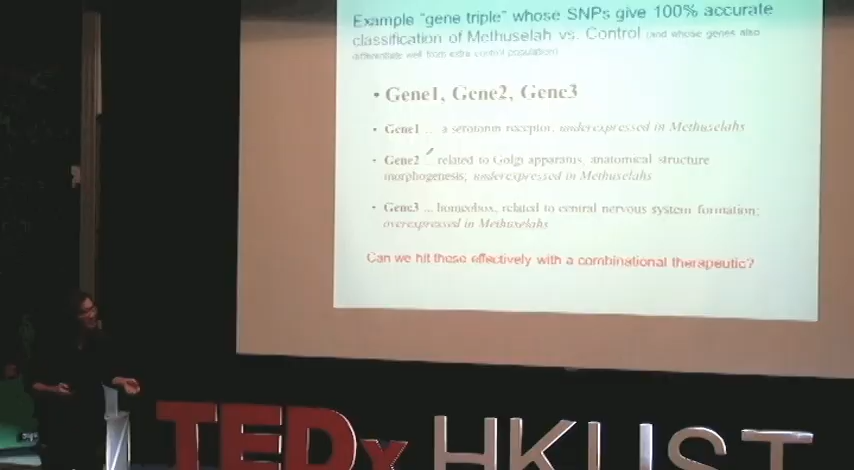 Example "gene triple" whose SNPs give 100% accurate
classification of Methuselah vs. Control (and whose genes also
differentiate well from extra control population)
• Gene1, Gene2, Gene3
• Gene1 ... a serotonin receptor, underexpressed in Methuselahs
• Gene2 ... related to Golgi apparatus, anatomical structure
morphogenesis; underexpressed in Methuselahs
• Gene3 ... homeobox, related to central nervous system formation;
overexpressed in Methuselahs
Can we hit these effectively with a combinational therapeutic?
TEDx HKUST